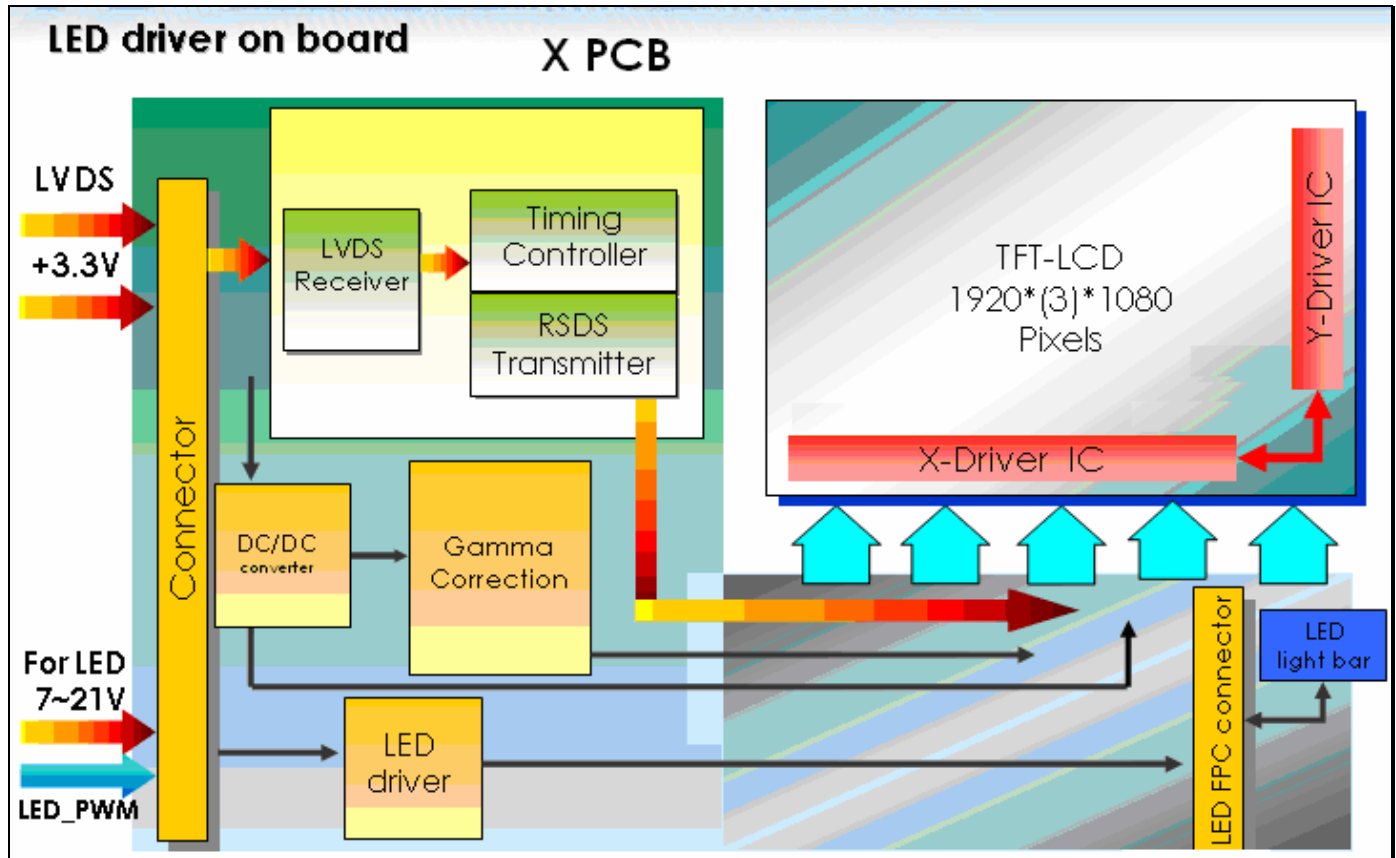 LED driver on board
X PCB
LVDS
+3.3V
Connector
LVDS
Receiver
Timing
Controller
RSDS
Transmitter
TFT-LCD
1920*(3)*1080
Pixels
Y-Driver IC
X-Driver IC
DC/DC
converter
Gamma
Correction
For LED
7~21V
LED_PWM
LED
driver
LED FPC connector
LED
light bar